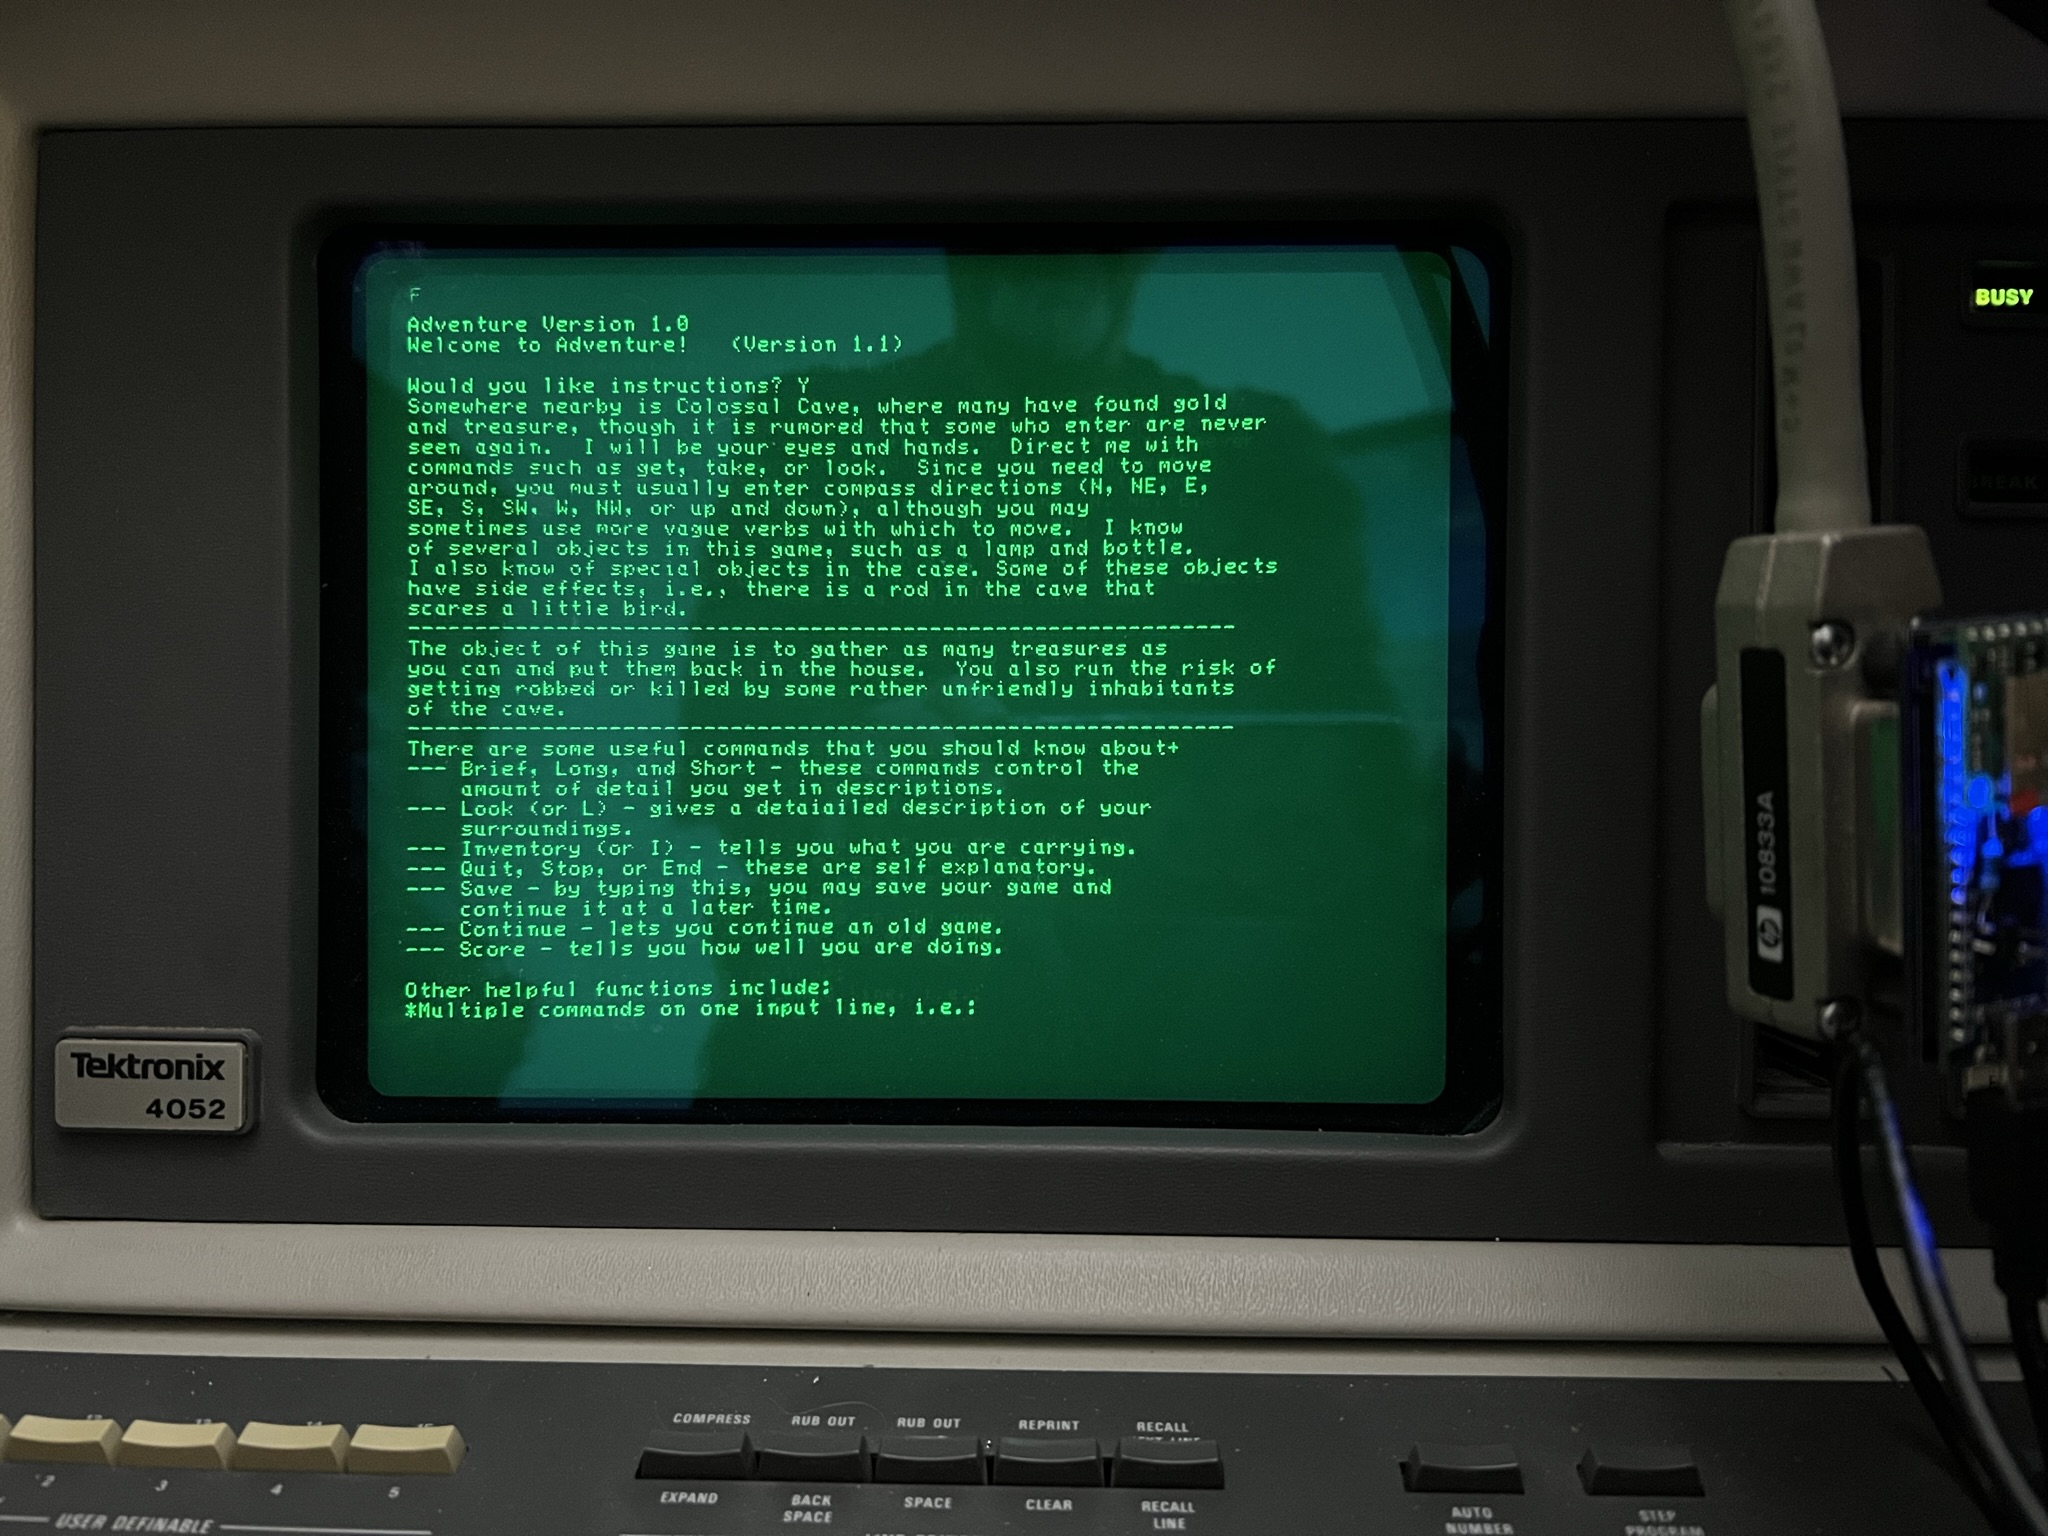 F
Adventure Version 1.0
Welcome to Adventure!   (Version 1.1)
Would you like instructions? Y
Somewhere nearby is Colossal Cave, where many have found gold
and treasure, though it is rumored that some who enter are never
seen again.  I will be your eyes and hands.  Direct me with
commands such as get, take, or look.  Since you need to move
around, you must usually enter compass directions (N, NE, E,
SE, S, SW, W, NW, or up and down), although you may
sometimes use more vague verbs with which to move.  I know
of several objects in this game, such as a lamp and bottle.
I also know of special objects in the case. Some of these objects
have side effects, i.e., there is a rod in the cave that
scares a little bird.
---------------------------------------------------------------
The object of this game is to gather as many treasures as
you can and put them back in the house.  You also run the risk of
getting robbed or killed by some rather unfriendly inhabitants
of the cave.
---------------------------------------------------------------
There are some useful commands that you should know about+
--- Brief, Long, and Short - these commands control the
    amount of detail you get in descriptions.
--- Look (or L) - gives a detaiailed description of your
    surroundings.
--- Inventory (or I) - tells you what you are carrying.
--- Quit, Stop, or End - these are self explanatory.
--- Save - by typing this, you may save your game and
    continue it at a later time.
--- Continue - lets you continue an old game.
--- Score - tells you how well you are doing.
Other helpful functions include:
*Multiple commands on one input line, i.e.:
BUSY
BREAK
hp 10833A
Tektronix
4052
COMPRESS
RUB OUT
RUB OUT
REPRINT
RECALL
2
3
4
5
EXPAND
BACK
SPACE
SPACE
CLEAR
RECALL
LINE
AUTO
NUMBER
STEP
PROGRAM
USER DEFINABLE